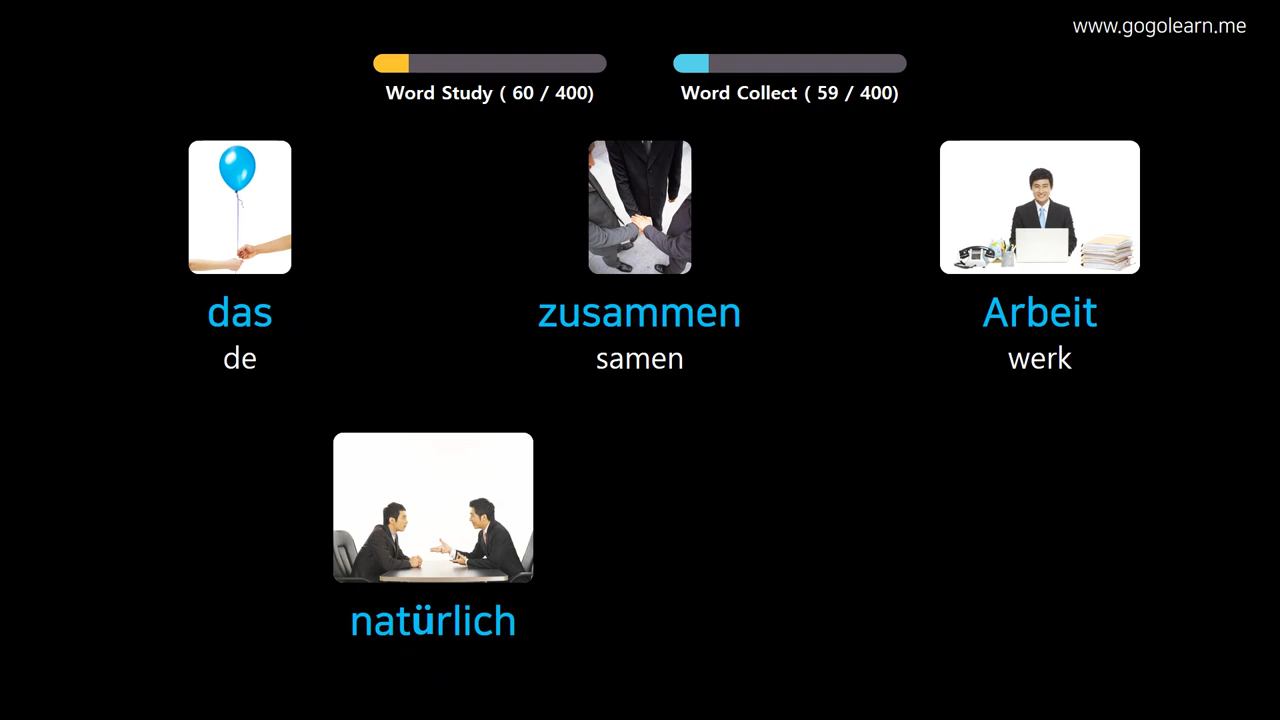 www.gogolearn.me
Word Study ( 60 / 400)
Word Collect ( 59 / 400)
das
zusammen
Arbeit
de
samen
werk
natürlich